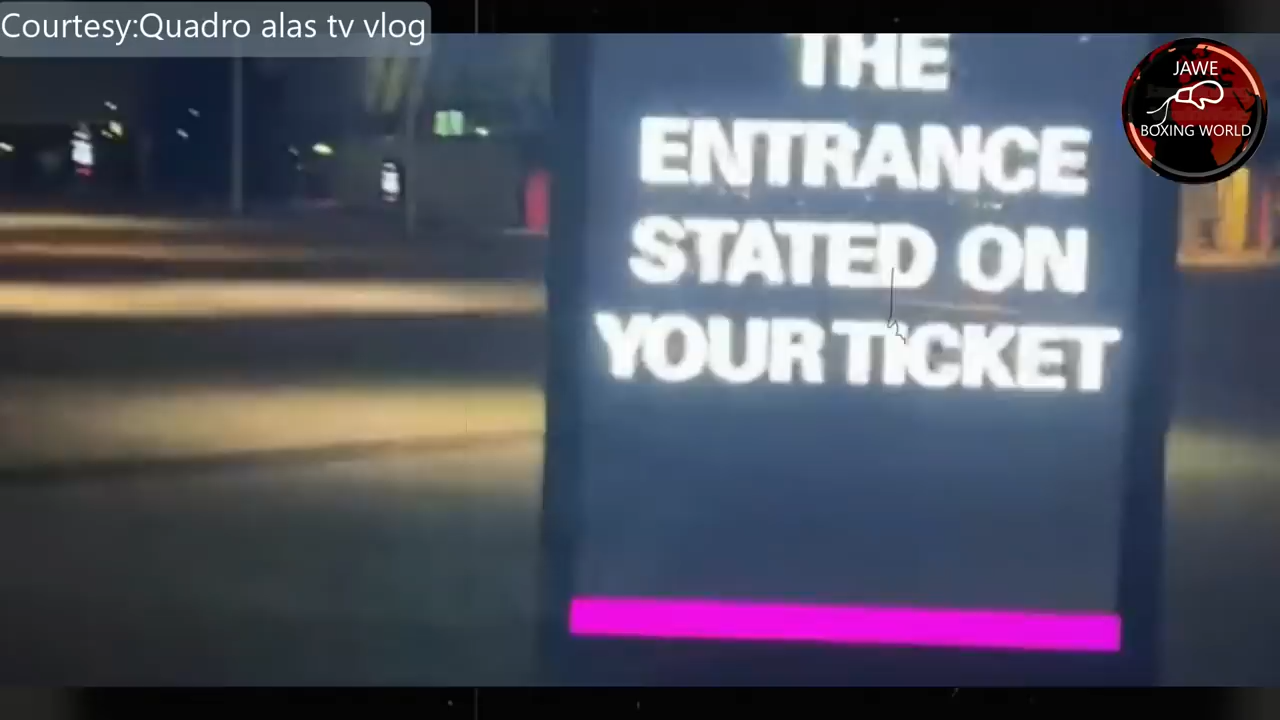 Courtesy:Quadro alas tv vlog
JAWE
BOXING WORLD
THE
ENTRANCE
STATED ON
YOUR TICKET